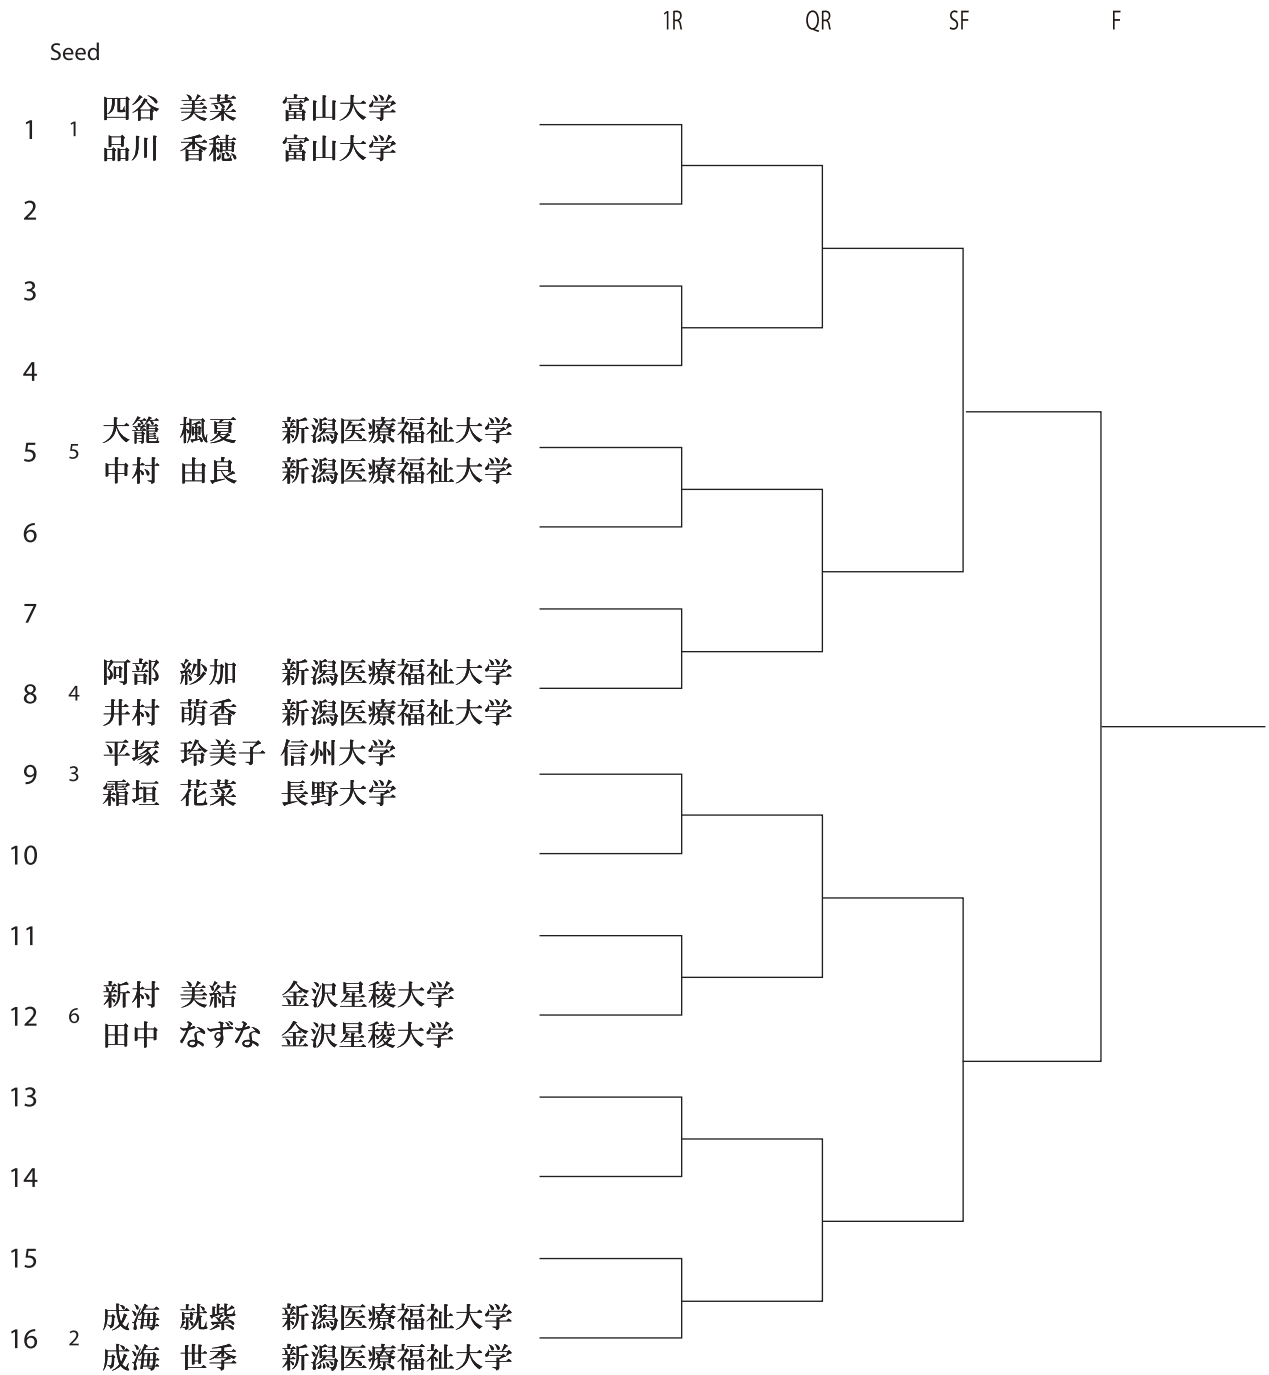 1R QR SF F
Seed
四谷 美菜 富山大学
1 1
品川 香穂 富山大学
2
3
4
大籠 楓夏 新潟医療福祉大学
5 5
中村 由良 新潟医療福祉大学
6
7
阿部 紗加 新潟医療福祉大学
8 4
井村 萌香 新潟医療福祉大学
平塚 玲美子 信州大学
9 3
霜垣 花菜 長野大学
10
11
新村 美結 金沢星稜大学
12 6
田中 なずな 金沢星稜大学
13
14
15
成海 就紫 新潟医療福祉大学
16 2
成海 世季 新潟医療福祉大学